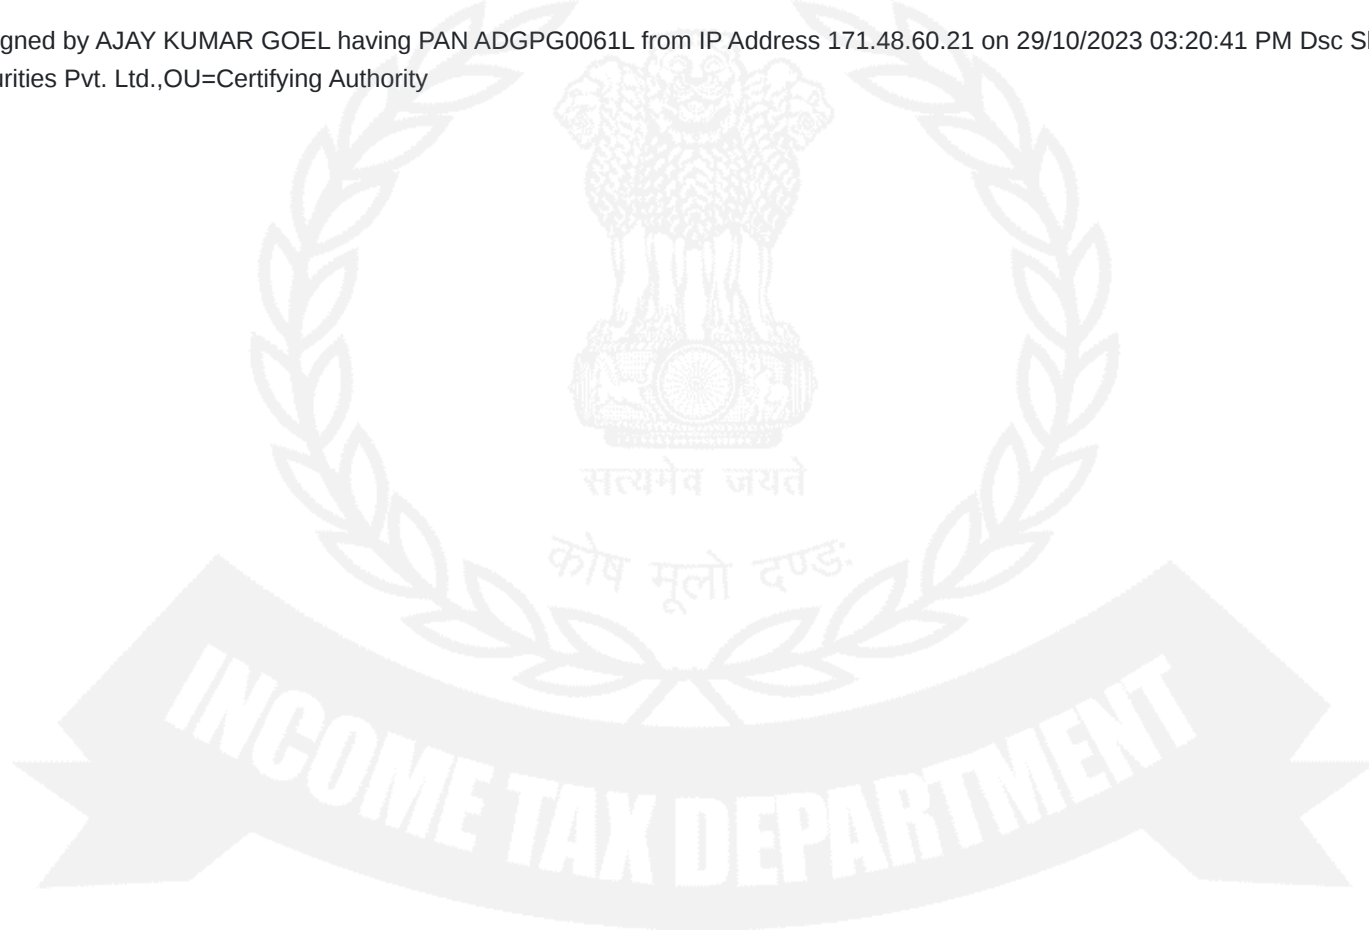 gned by AJAY KUMAR GOEL having PAN ADGPG0061L from IP Address 171.48.60.21 on 29/10/2023 03:20:41 PM Dsc S
rities Pvt. Ltd.,OU=Certifying Authority
सत्यमेव जयते
कोष मूलो दण्डः
INCOME TAX DEPARTMENT